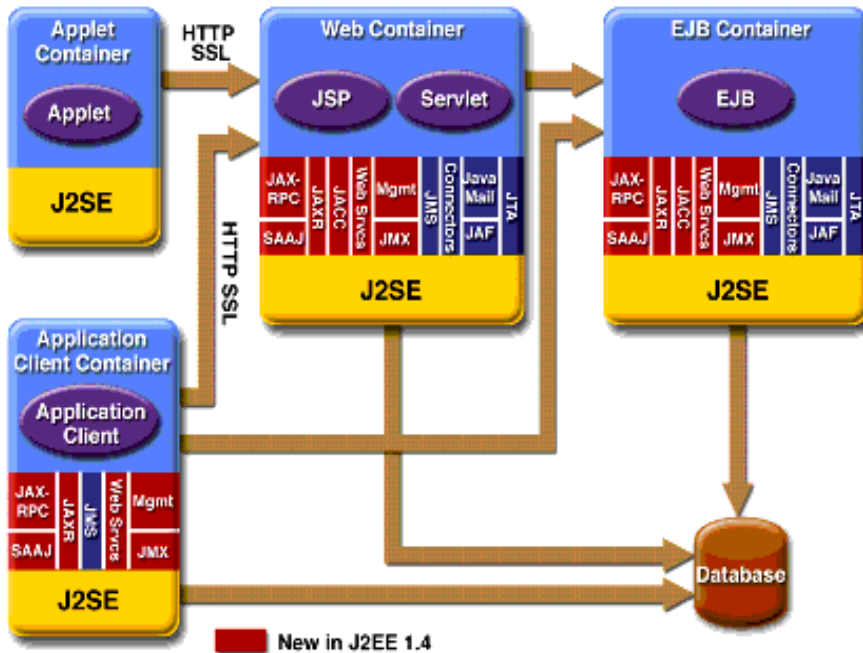 Applet
Container
Applet
J2SE
HTTP
SSL
Web Container
JSP
Servlet
JAX-
RPC
SAAJ
JAXR
JACC
Web Srvcs
Mgmt
JMX
JMS
Connectors
Java
Mail
JAF
JTA
J2SE
EJB Container
EJB
JAX-
RPC
SAAJ
JAXR
JACC
Web Srvcs
Mgmt
JMX
JMS
Connectors
Java
Mail
JAF
JTA
J2SE
HTTP SSL
Application
Client Container
Application
Client
JAX-
RPC
SAAJ
JAXR
JMS
Web Srvcs
Mgmt
JMX
J2SE
Database
New in J2EE 1.4